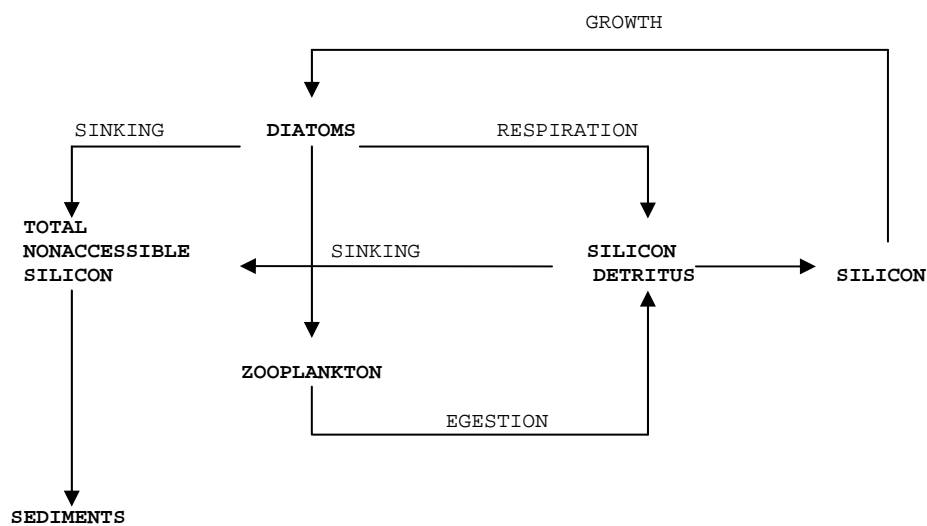 GROWTH
SINKING
DIATOMS
RESPIRATION
TOTAL
NONACCESSIBLE
SILICON
SINKING
SILICON
DETRITUS
SILICON
ZOOPLANKTON
EGESTION
SEDIMENTS